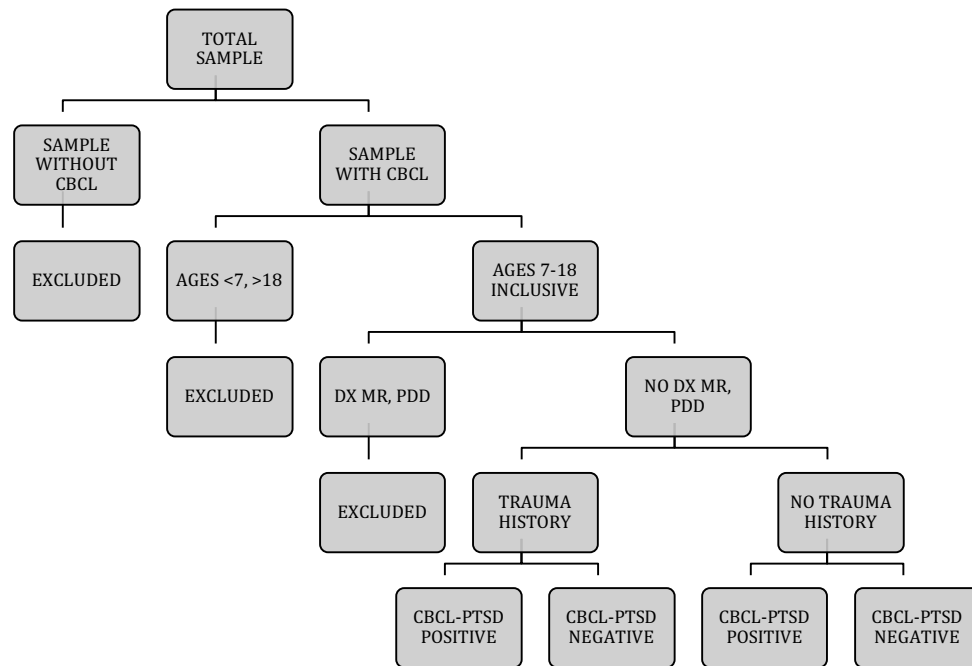 TOTAL
SAMPLE
SAMPLE
WITHOUT
CBCL
SAMPLE
WITH CBCL
EXCLUDED
AGES <7, >18
AGES 7-18
INCLUSIVE
EXCLUDED
DX MR, PDD
NO DX MR,
PDD
EXCLUDED
TRAUMA
HISTORY
NO TRAUMA
HISTORY
CBCL-PTSD
POSITIVE
CBCL-PTSD
NEGATIVE
CBCL-PTSD
POSITIVE
CBCL-PTSD
NEGATIVE